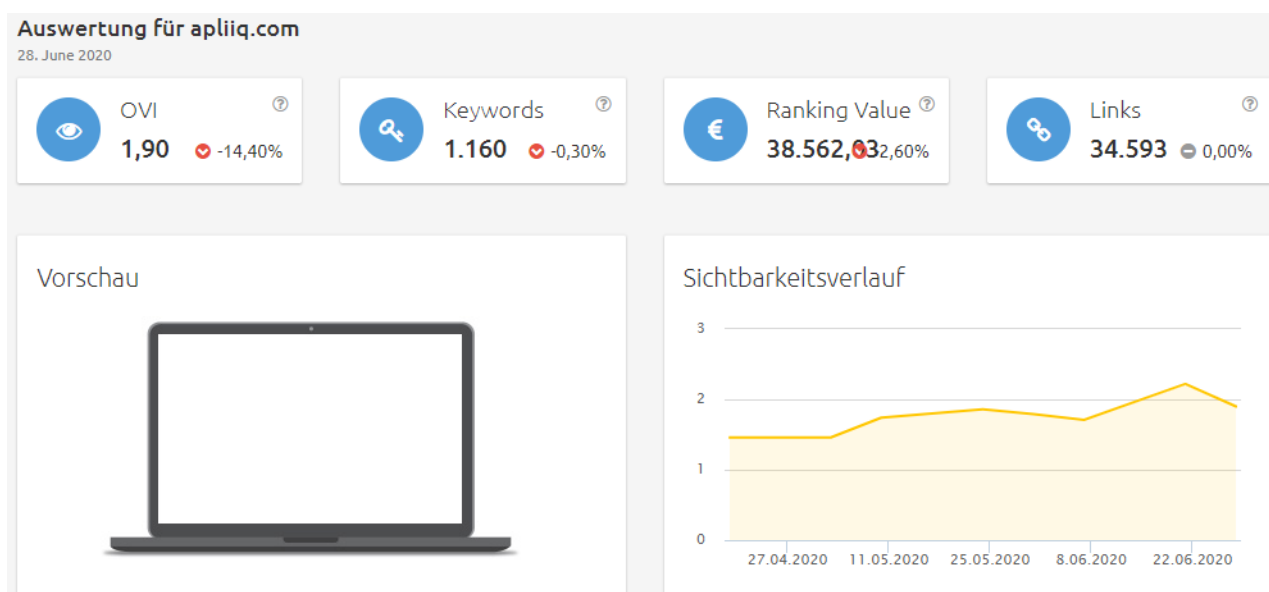 Auswertung für apliiq.com
28. June 2020
OVI
1,90 -14,40%
Keywords
1.160 -0,30%
Ranking Value
38.562, 32,60%
Links
34.593 0,00%
Vorschau
Sichtbarkeitsverlauf
3
2
1
0
27.04.2020 11.05.2020 25.05.2020 8.06.2020 22.06.2020